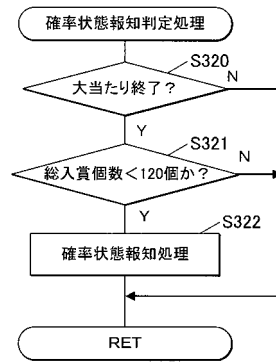 確率状態報知判定処理
S320
大当たり終了？
N
Y
S321
総入賞個数<120個か？
N
Y
S322
確率状態報知処理
RET